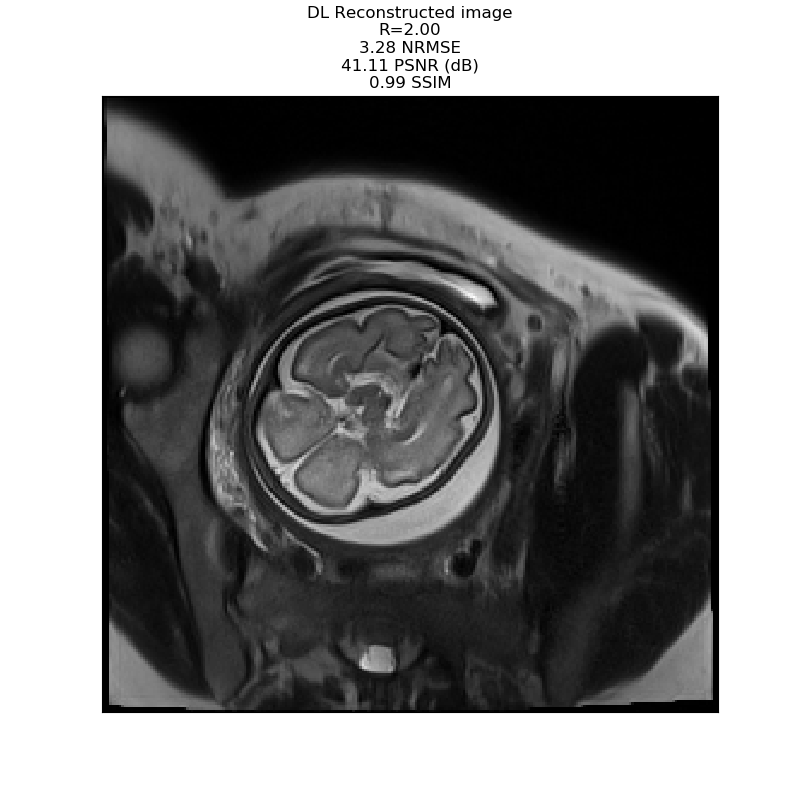 DL Reconstructed image
R=2.00
3.28 NRMSE
41.11 PSNR (dB)
0.99 SSIM